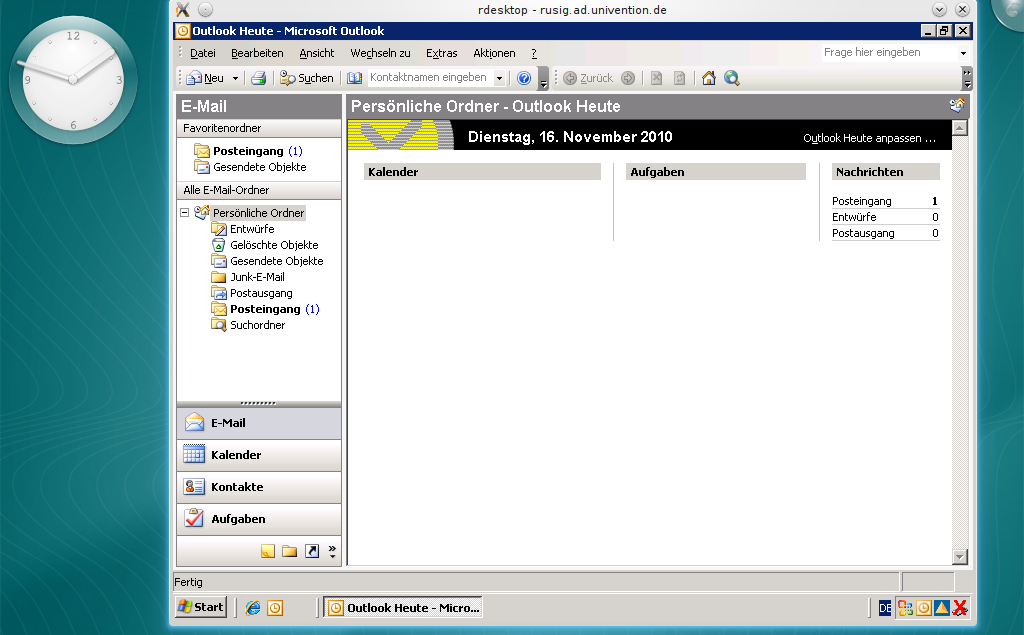 rdesktop - rusig.ad.univention.de
Outlook Heute - Microsoft Outlook
Datei Bearbeiten Ansicht Wechseln zu Extras Aktionen ? Frage hier eingeben
Neu Suchen Kontaktnamen eingeben Zurück
E-Mail
Favoritenordner
Posteingang (1)
Gesendete Objekte
Alle E-Mail-Ordner
Persönliche Ordner
Entwürfe
Gelöschte Objekte
Gesendete Objekte
Junk-E-Mail
Postausgang
Posteingang (1)
Suchordner
E-Mail
Kalender
Kontakte
Aufgaben
Persönliche Ordner - Outlook Heute
Dienstag, 16. November 2010 Outlook Heute anpassen ...
Kalender Aufgaben Nachrichten
Posteingang 1
Entwürfe 0
Postausgang 0
Fertig
Start Outlook Heute - Micro... DE
12
3
6
9